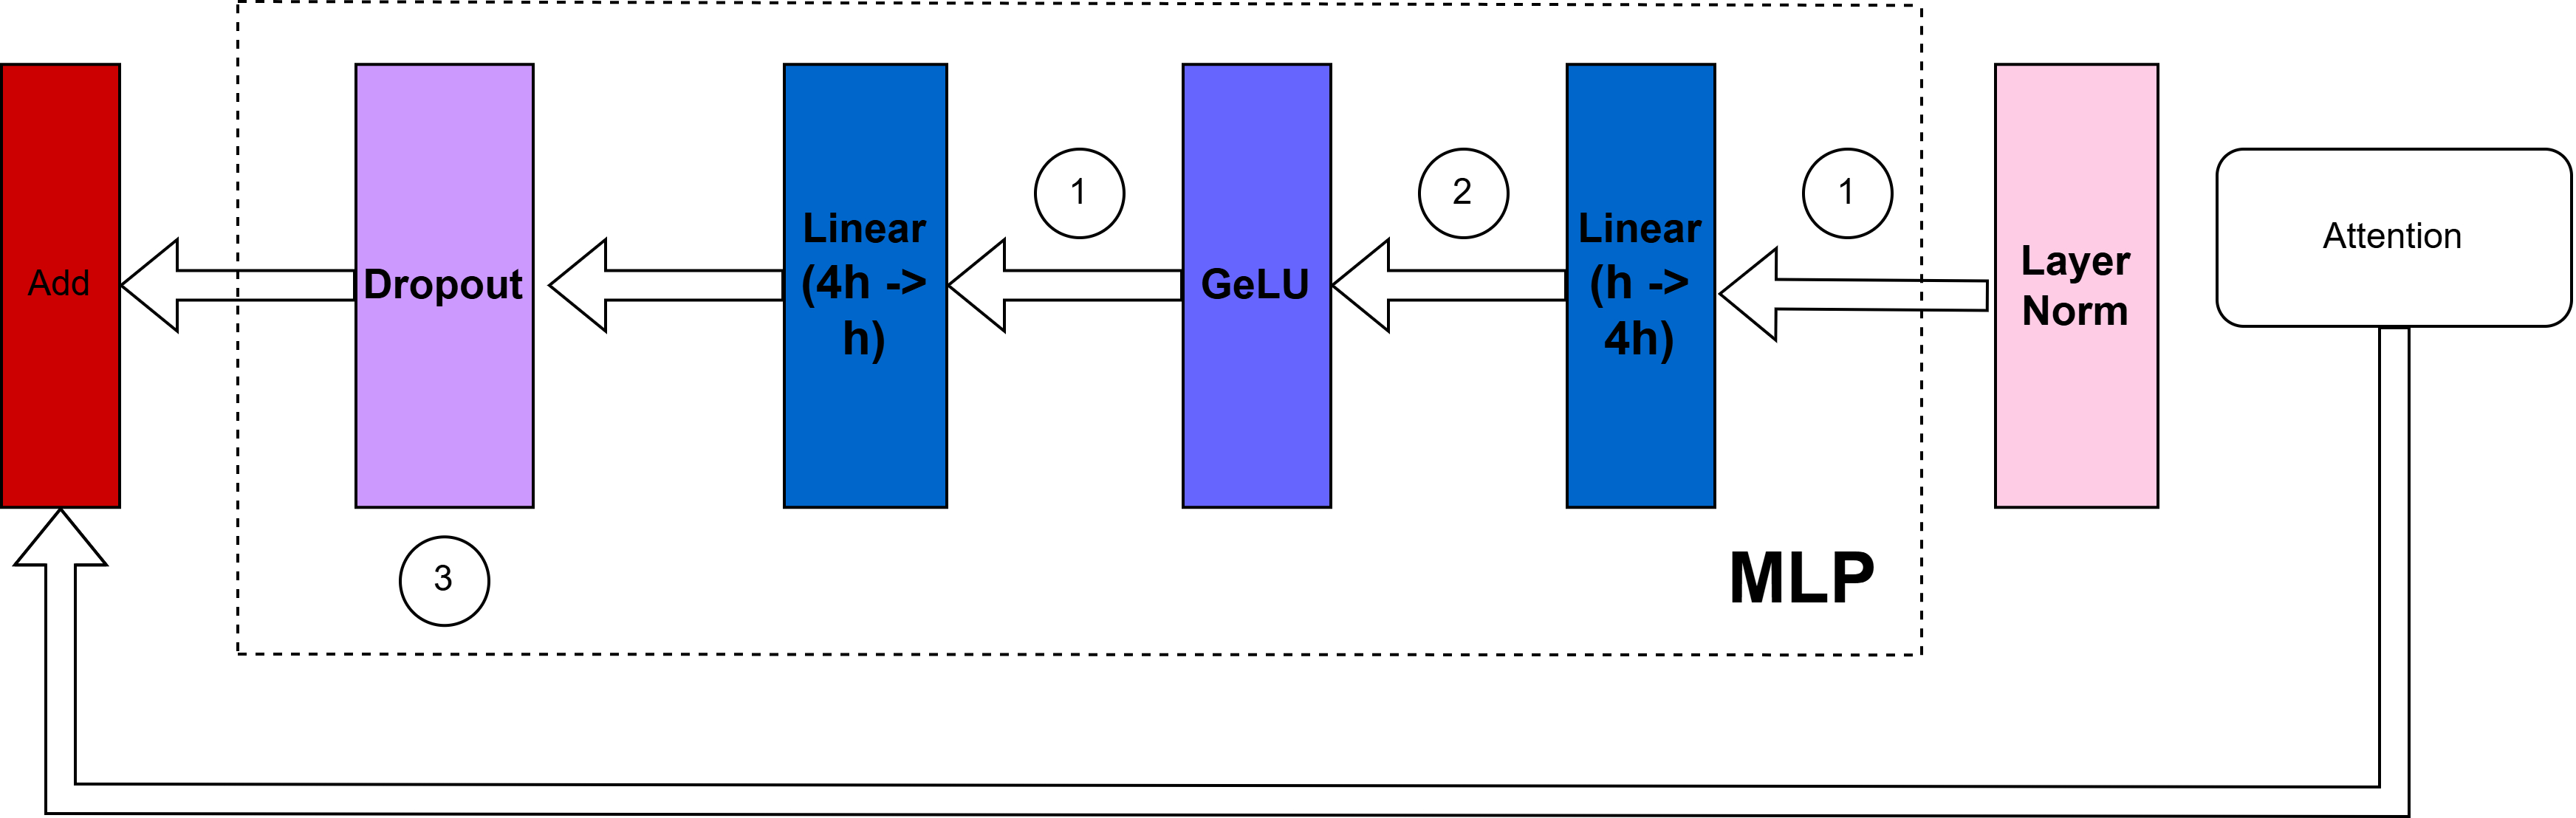 Add
Dropout
3
Linear
(4h ->
h)
1
GeLU
2
Linear
(h ->
4h)
1
MLP
Layer
Norm
Attention